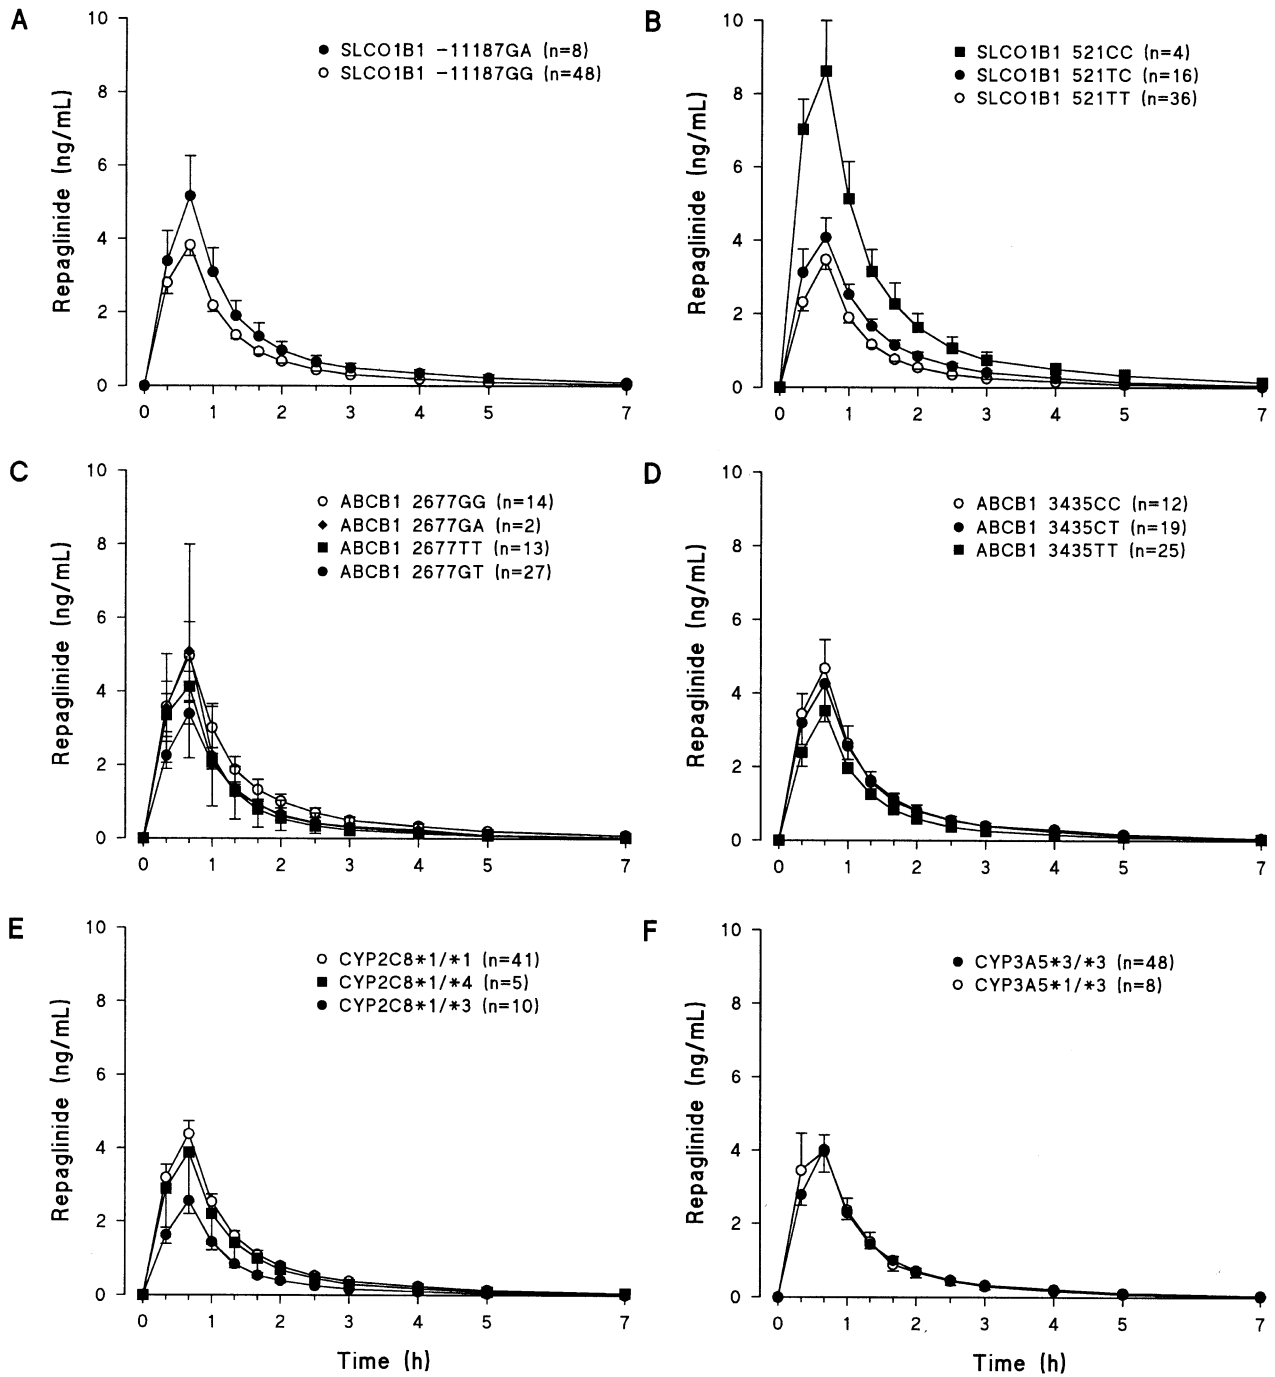 A
10
8
6
4
2
0
Repaglinide (ng/mL)
● SLCO1B1 -11187GA (n=8)
○ SLCO1B1 -11187GG (n=48)
0 1 2 3 4 5 7
B
10
8
6
4
2
0
Repaglinide (ng/mL)
■ SLCO1B1 521CC (n=4)
● SLCO1B1 521TC (n=16)
○ SLCO1B1 521TT (n=36)
0 1 2 3 4 5 7
C
10
8
6
4
2
0
Repaglinide (ng/mL)
○ ABCB1 2677GG (n=14)
◆ ABCB1 2677GA (n=2)
■ ABCB1 2677TT (n=13)
● ABCB1 2677GT (n=27)
0 1 2 3 4 5 7
D
10
8
6
4
2
0
Repaglinide (ng/mL)
○ ABCB1 3435CC (n=12)
● ABCB1 3435CT (n=19)
■ ABCB1 3435TT (n=25)
0 1 2 3 4 5 7
E
10
8
6
4
2
0
Repaglinide (ng/mL)
○ CYP2C8*1/*1 (n=41)
■ CYP2C8*1/*4 (n=5)
● CYP2C8*1/*3 (n=10)
0 1 2 3 4 5 7
Time (h)
F
10
8
6
4
2
0
Repaglinide (ng/mL)
● CYP3A5*3/*3 (n=48)
○ CYP3A5*1/*3 (n=8)
0 1 2 3 4 5 7
Time (h)